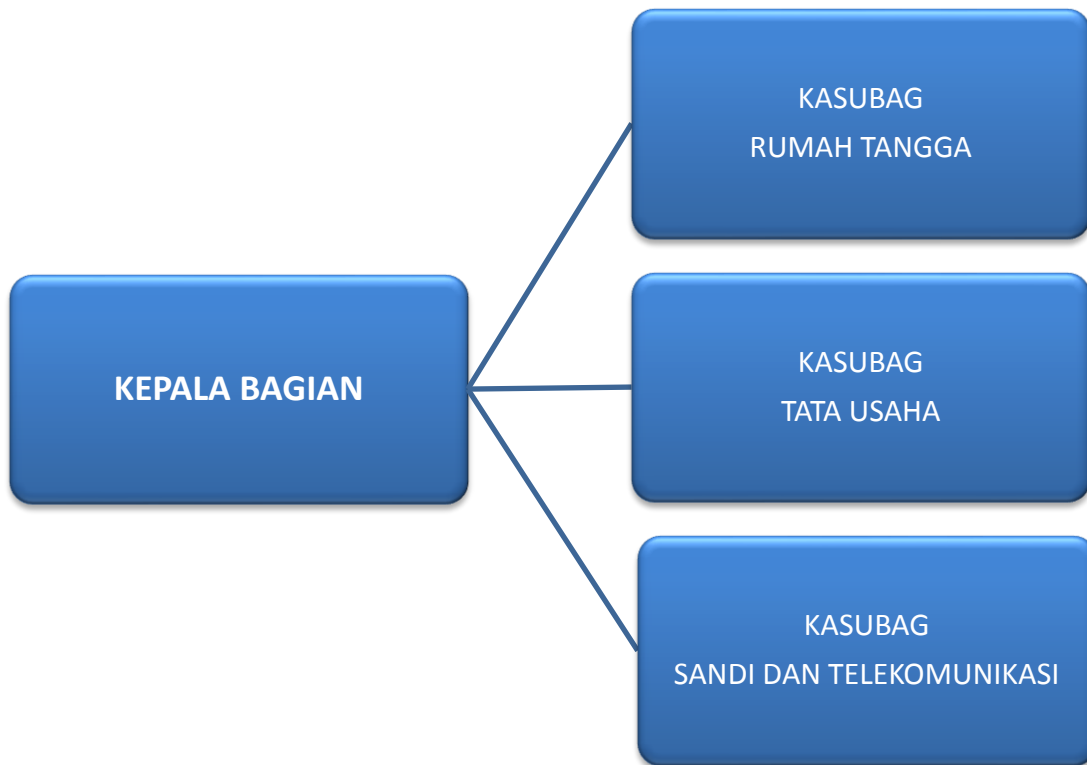 KEPALA BAGIAN
KASUBAG
RUMAH TANGGA
KASUBAG
TATA USAHA
KASUBAG
SANDI DAN TELEKOMUNIKASI